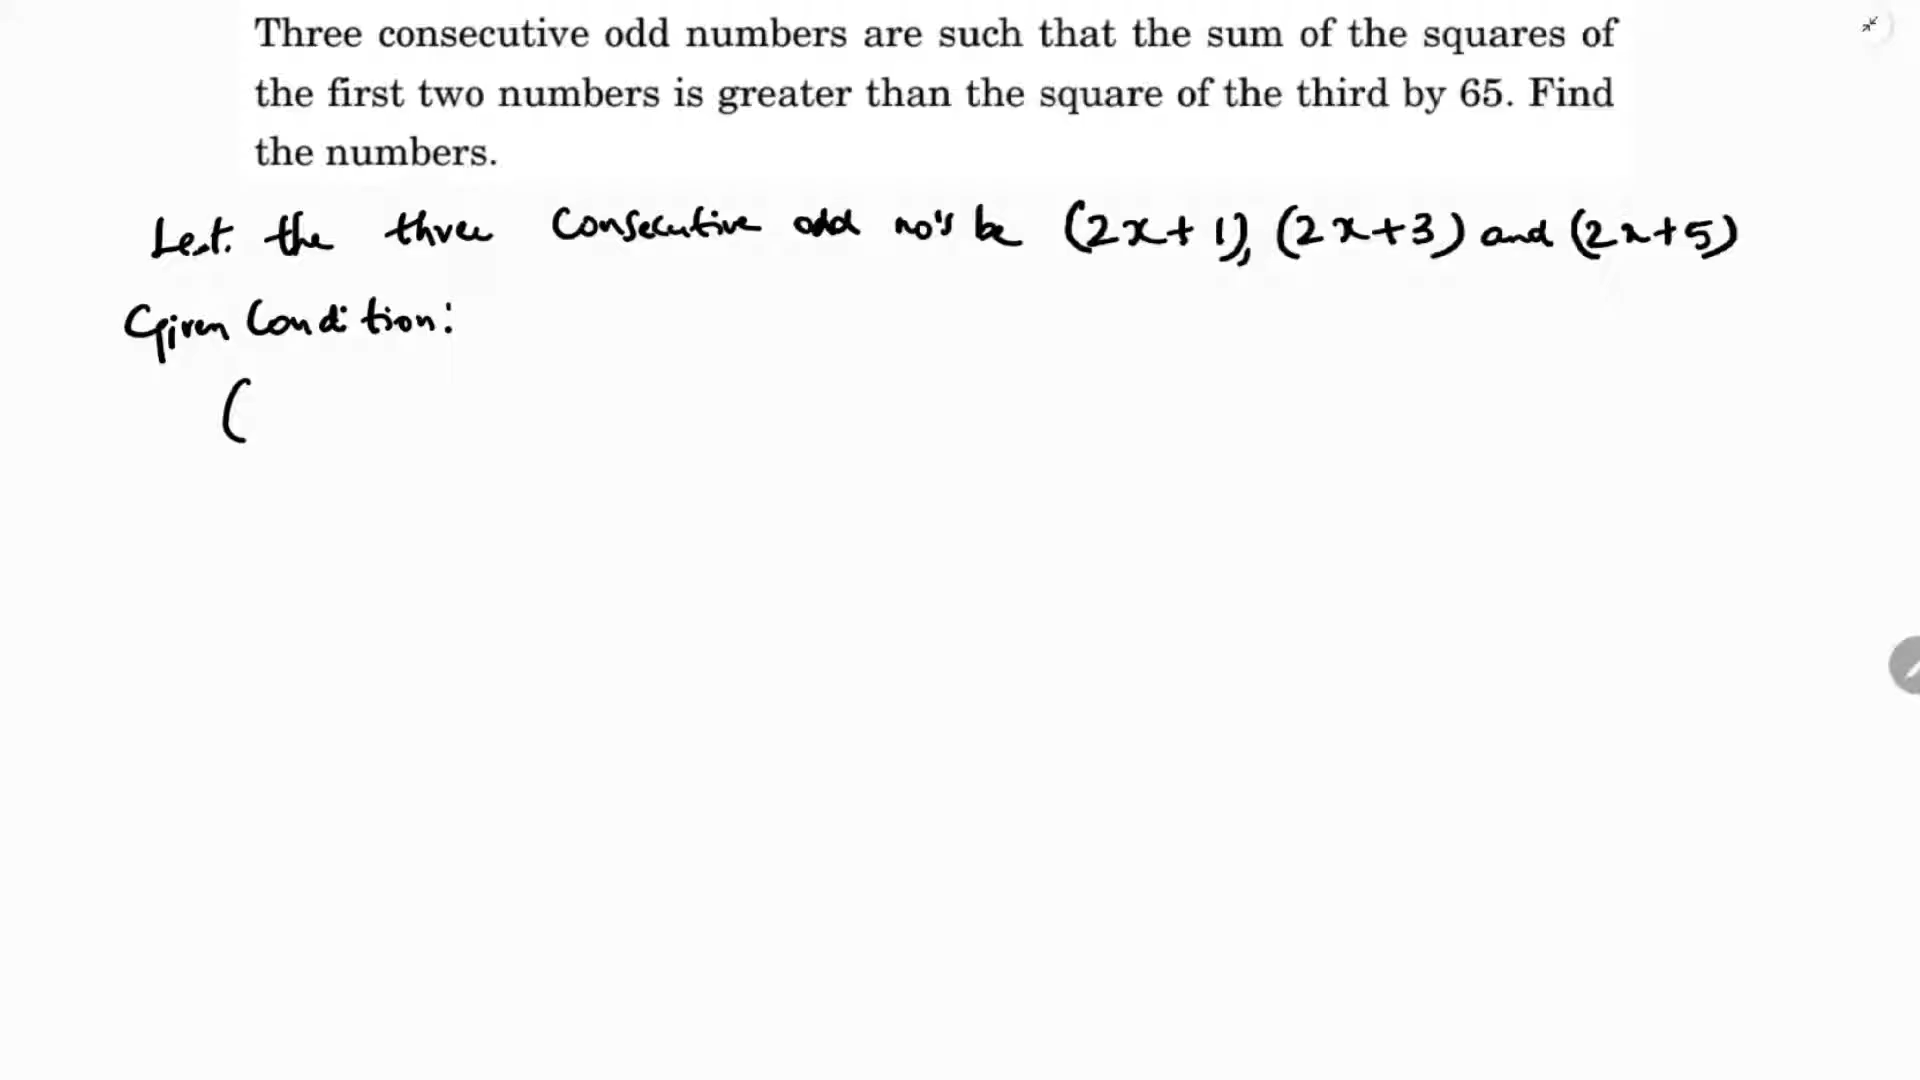 Three consecutive odd numbers are such that the sum of the squares of
the first two numbers is greater than the square of the third by 65. Find
the numbers.
Let. the three Consecutive odd no's be (2x+1), (2x+3) and (2x+5)
Given Condition:
(